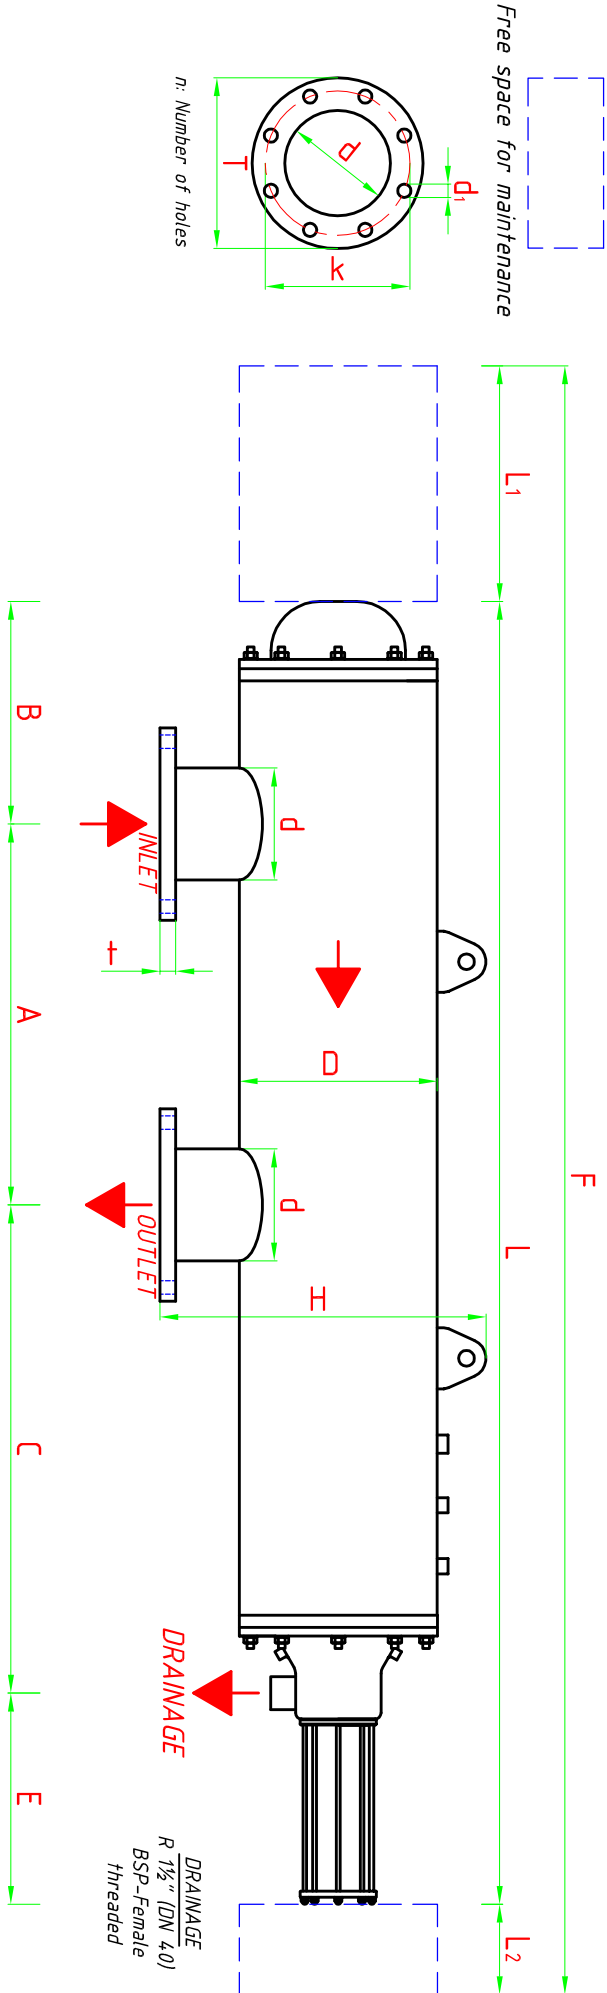 Free space for maintenance
n: Number of holes
T
d
d₁
k
F
L₁
L
L₂
B
A
C
E
INLET
OUTLET
d
d
t
D
H
DRAINAGE
DRAINAGE
R 1½" (DN 40)
BSP-Female
threaded